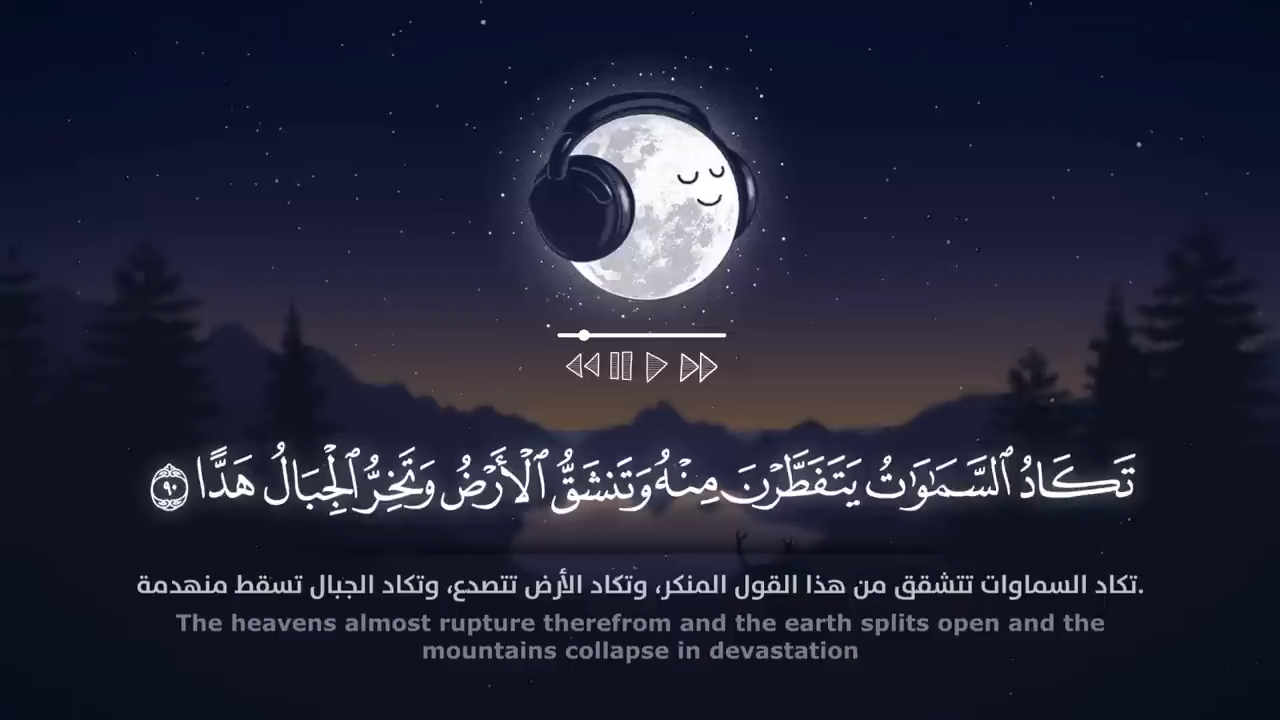 تَكَادُ ٱلسَّمَٰوَٰتُ يَتَفَطَّرْنَ مِنْهُ وَتَنشَقُّ ٱلْأَرْضُ وَتَخِرُّ ٱلْجِبَالُ هَدًّا ٩٠
تكاد السماوات تتشقق من هذا القول المنكر، وتكاد الأرض تتصدع، وتكاد الجبال تسقط منهدمة.
The heavens almost rupture therefrom and the earth splits open and the
mountains collapse in devastation